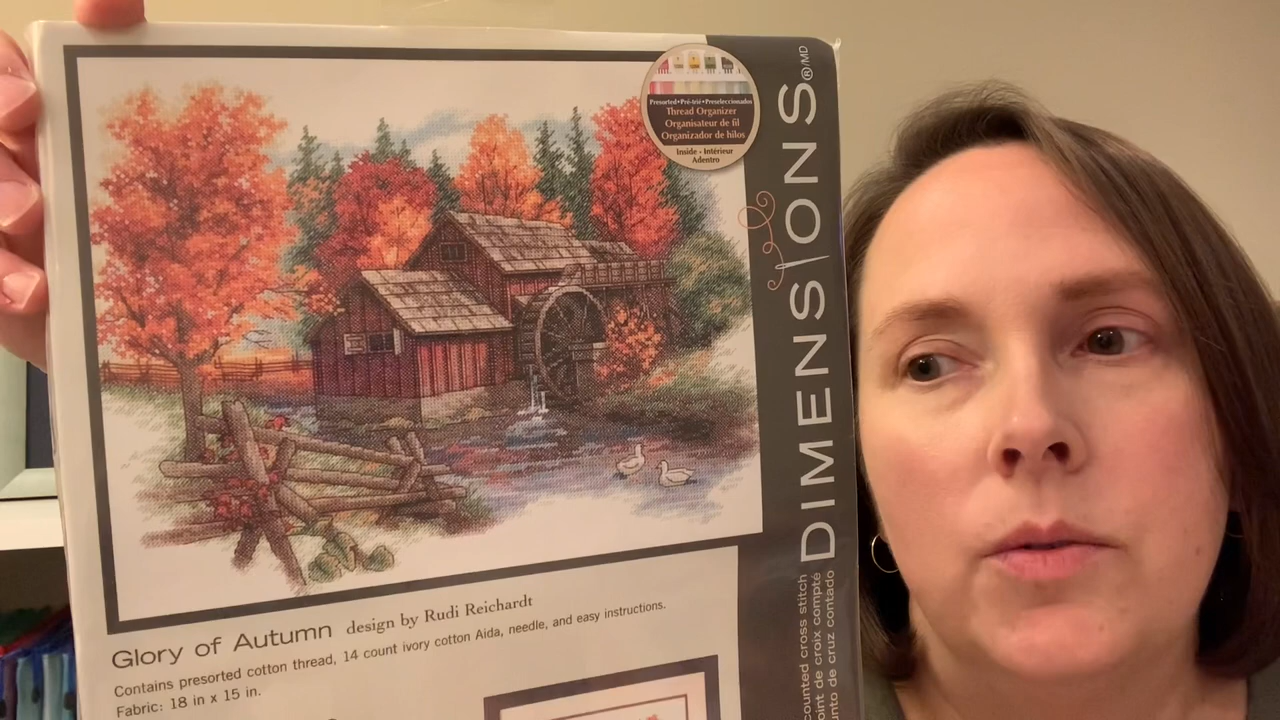 Presorted•Pré-trié•Preseleccionados
Thread Organizer
Organisateur de fil
Organizador de hilos
Inside • Intérieur
Adentro
DIMENSIONS®/MD
counted cross stitch
point de croix compté
punto de cruz contado
Glory of Autumn design by Rudi Reichardt
Contains presorted cotton thread, 14 count ivory cotton Aida, needle, and easy instructions.
Fabric: 18 in x 15 in.